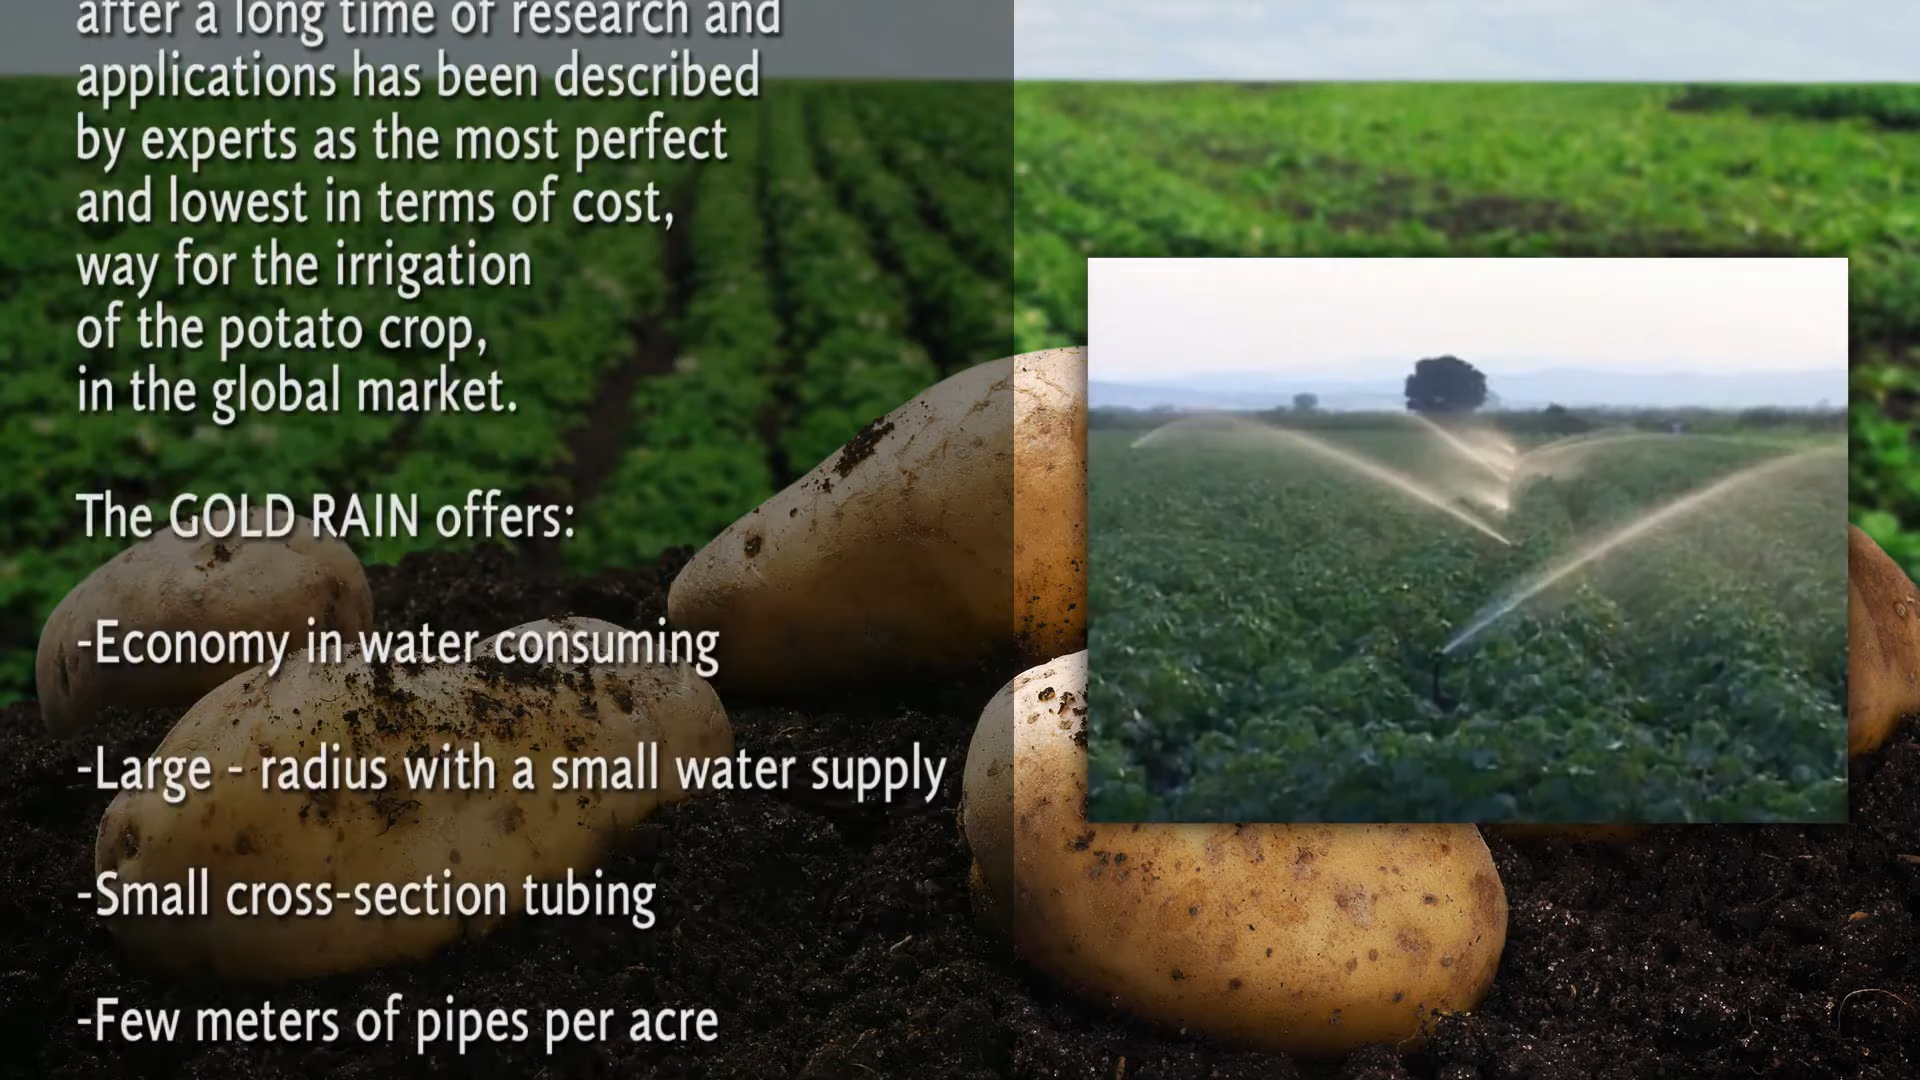 after a long time of research and
applications has been described
by experts as the most perfect
and lowest in terms of cost,
way for the irrigation
of the potato crop,
in the global market.
The GOLD RAIN offers:
-Economy in water consuming
-Large - radius with a small water supply
-Small cross-section tubing
-Few meters of pipes per acre